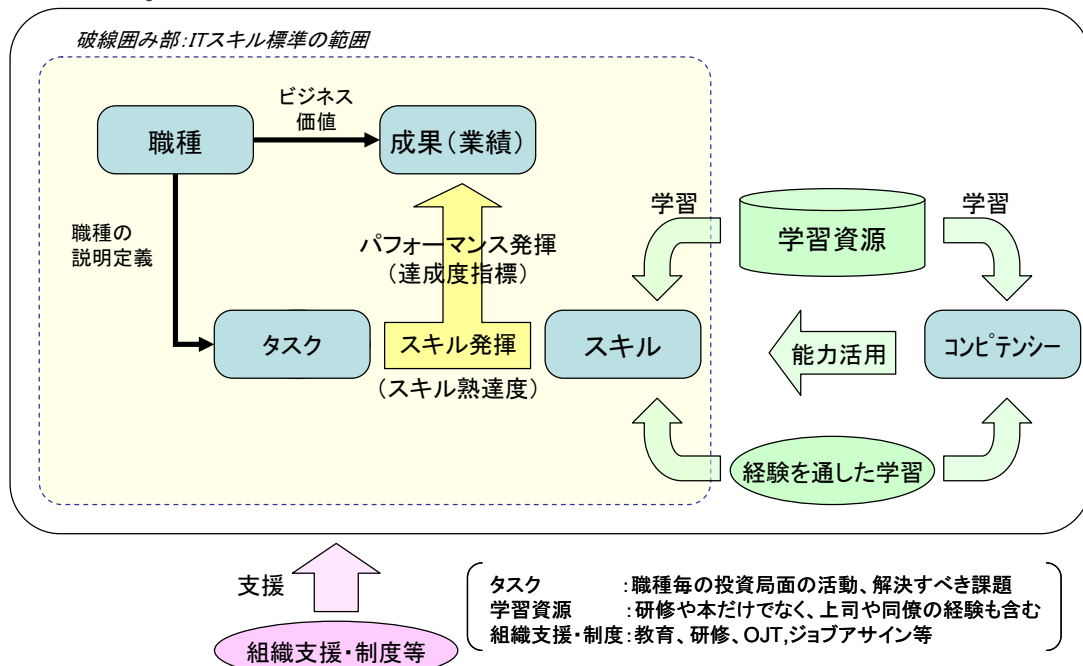 破線囲み部:ITスキル標準の範囲
ビジネス
価値
職種
成果(業績)
職種の
説明定義
パフォーマンス発揮
(達成度指標)
学習
学習資源
学習
タスク
スキル発揮
スキル
能力活用
コンピテンシー
(スキル熟達度)
経験を通した学習
支援
組織支援・制度等
タスク :職種毎の投資局面の活動、解決すべき課題
学習資源 :研修や本だけでなく、上司や同僚の経験も含む
組織支援・制度:教育、研修、OJT,ジョブアサイン等